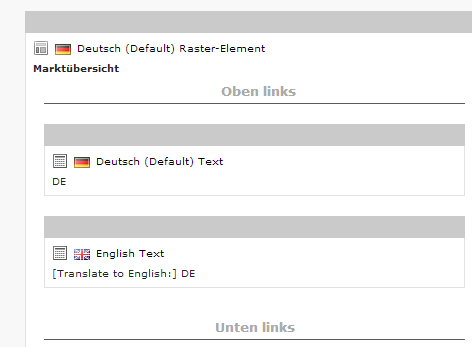 Deutsch (Default) Raster-Element
Marktübersicht
Oben links
Deutsch (Default) Text
DE
English Text
[Translate to English:] DE
Unten links